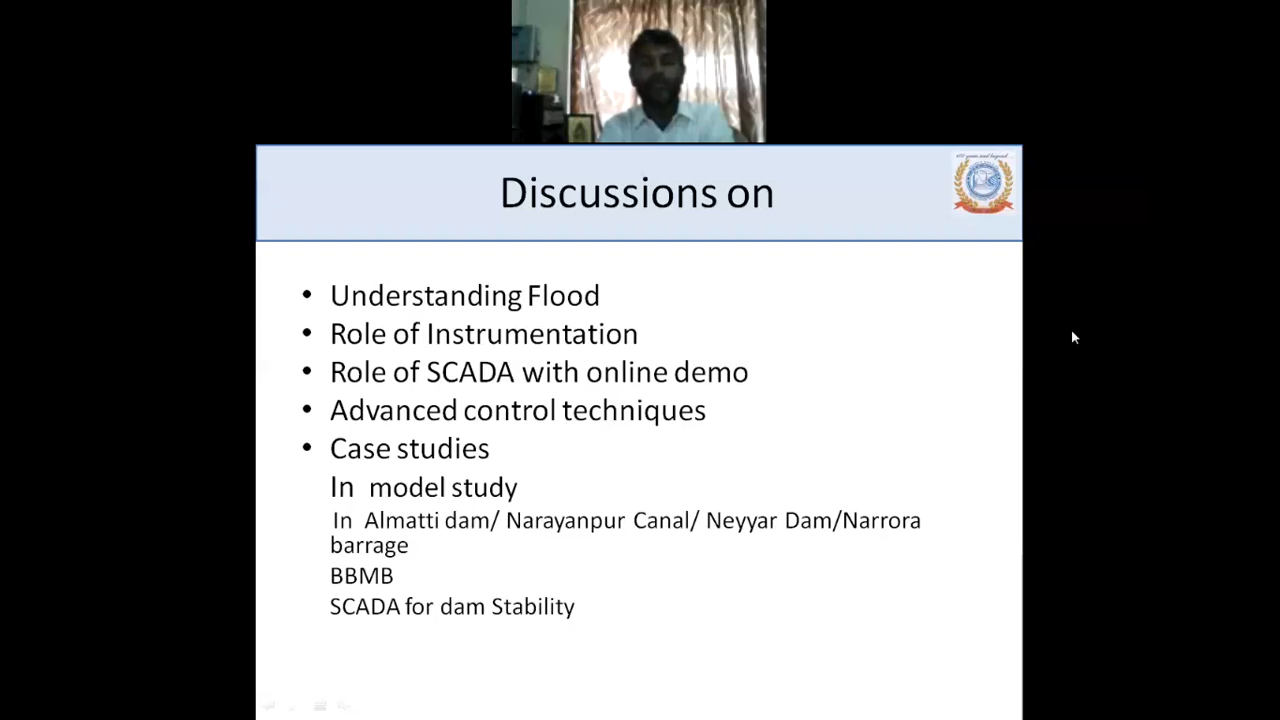 Discussions on
• Understanding Flood
• Role of Instrumentation
• Role of SCADA with online demo
• Advanced control techniques
• Case studies
In model study
In Almatti dam/ Narayanpur Canal/ Neyyar Dam/Narrora
barrage
BBMB
SCADA for dam Stability